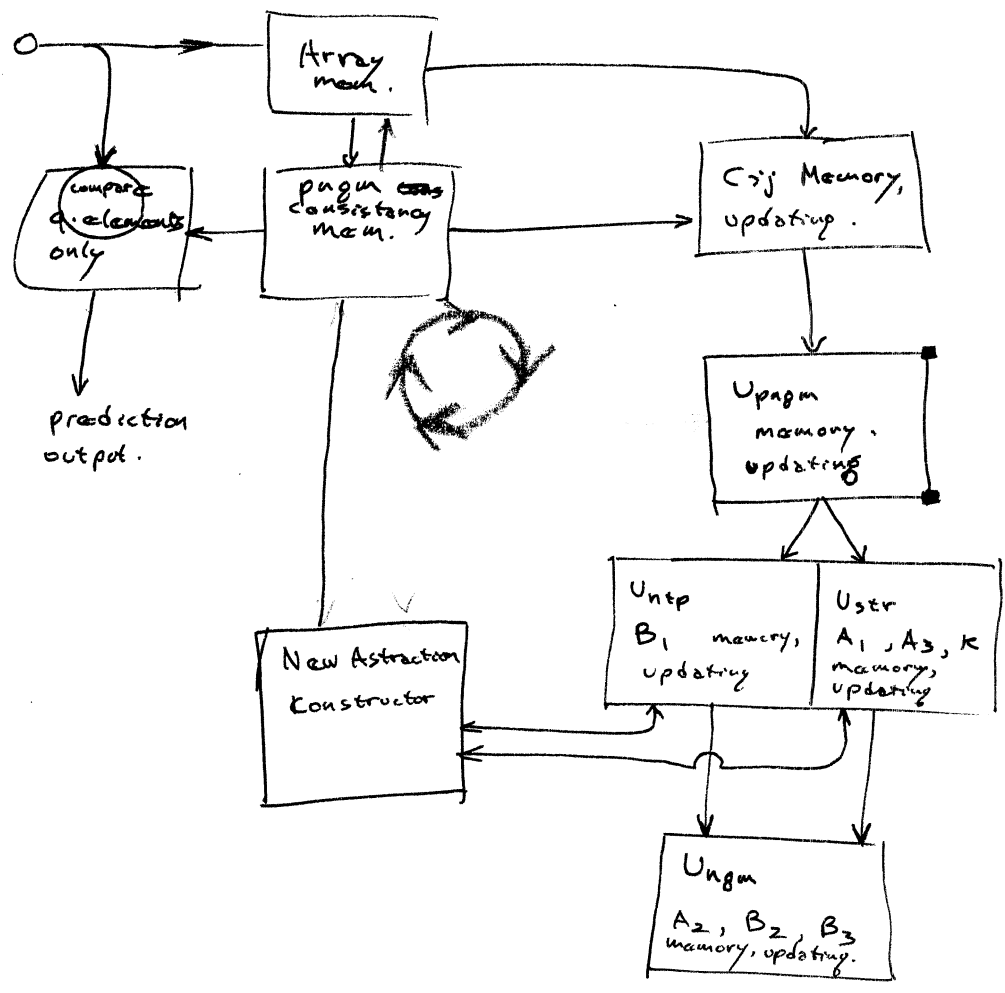 Array
mem.
compare
q. elements
only
pngm
consistancy
mem.
Cij Memory,
updating.
prediction
output.
Upngm
memory.
updating
Untp
B1 memory,
updating
Ustr
A1, A3, K
memory,
updating
New Astraction
Constructor
Ungm
A2, B2, B3
memory, updating.